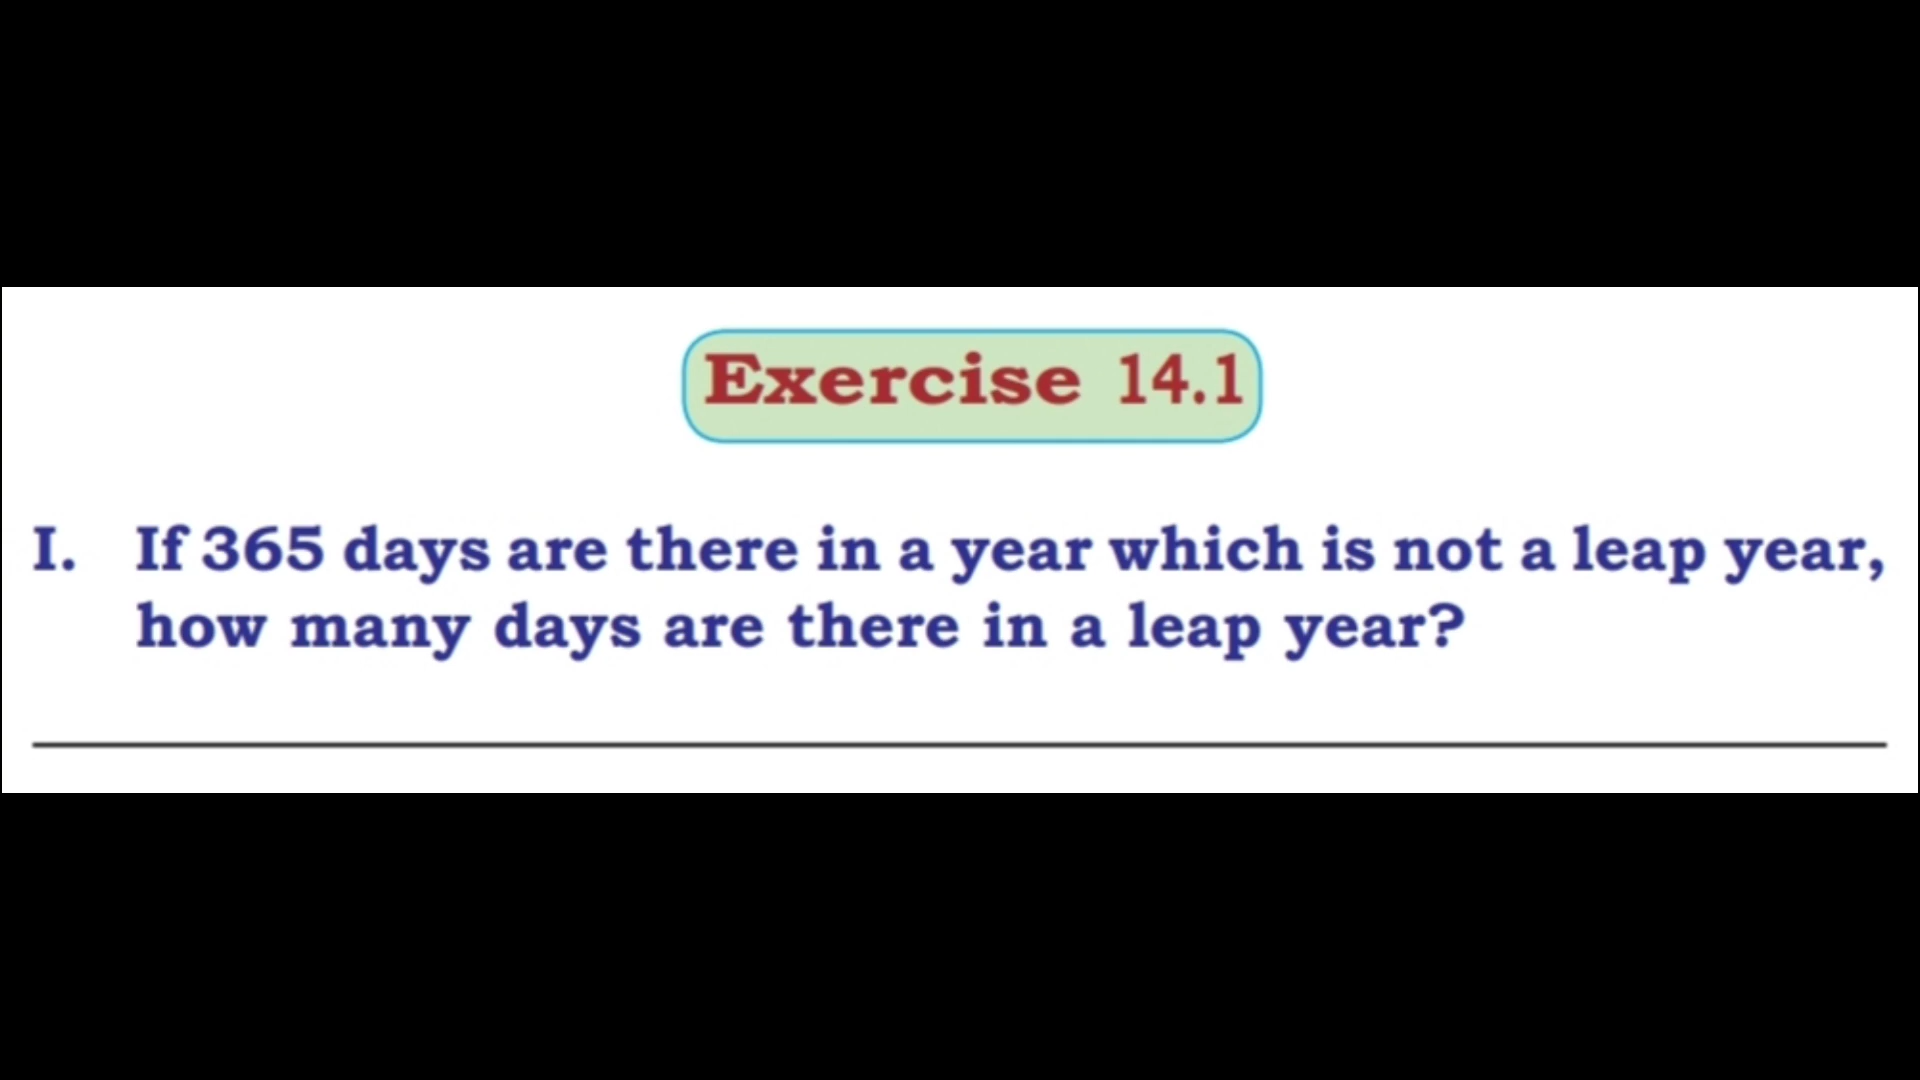 Exercise 14.1
I. If 365 days are there in a year which is not a leap year,
how many days are there in a leap year?